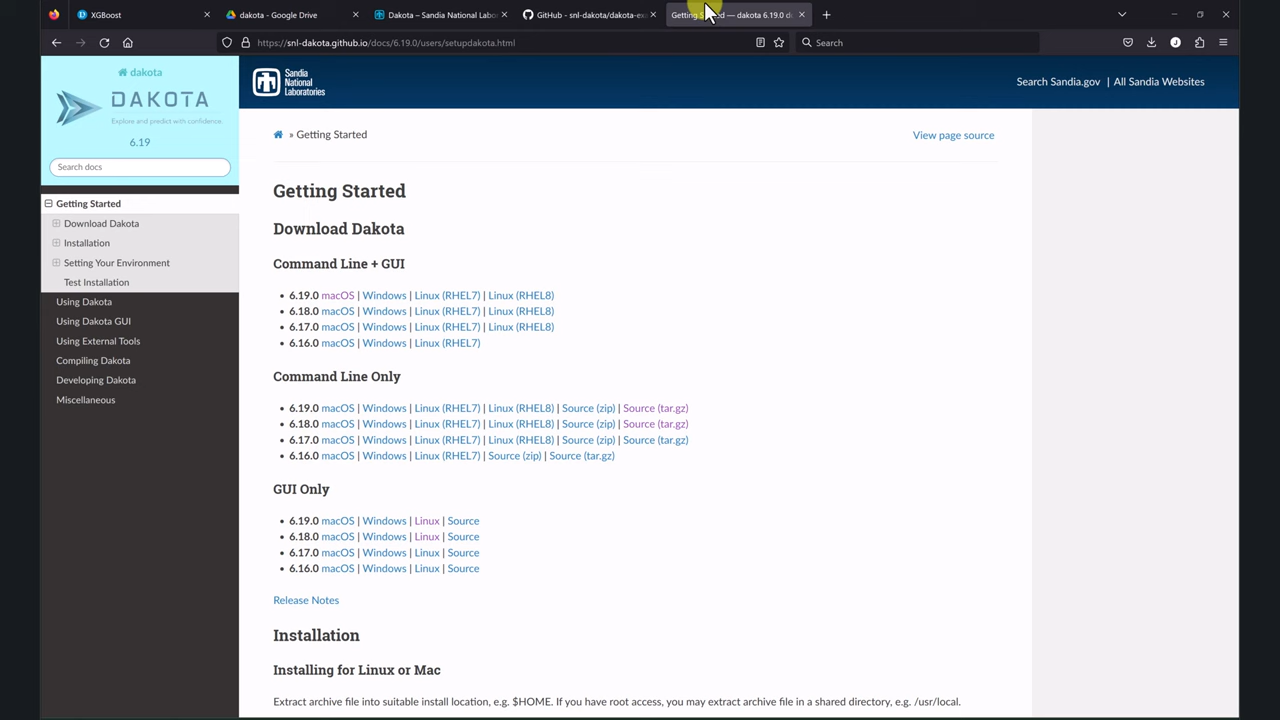 XGBoost
dakota - Google Drive
Dakota – Sandia National Labor
GitHub - snl-dakota/dakota-exa
Getting Started — dakota 6.19.0 d
https://snl-dakota.github.io/docs/6.19.0/users/setupdakota.html
Search
dakota
DAKOTA
Explore and predict with confidence.
6.19
Search docs
Sandia
National
Laboratories
Search Sandia.gov | All Sandia Websites
» Getting Started
View page source
Getting Started
Download Dakota
Installation
Setting Your Environment
Test Installation
Using Dakota
Using Dakota GUI
Using External Tools
Compiling Dakota
Developing Dakota
Miscellaneous
Getting Started
Download Dakota
Command Line + GUI
• 6.19.0 macOS | Windows | Linux (RHEL7) | Linux (RHEL8)
• 6.18.0 macOS | Windows | Linux (RHEL7) | Linux (RHEL8)
• 6.17.0 macOS | Windows | Linux (RHEL7) | Linux (RHEL8)
• 6.16.0 macOS | Windows | Linux (RHEL7)
Command Line Only
• 6.19.0 macOS | Windows | Linux (RHEL7) | Linux (RHEL8) | Source (zip) | Source (tar.gz)
• 6.18.0 macOS | Windows | Linux (RHEL7) | Linux (RHEL8) | Source (zip) | Source (tar.gz)
• 6.17.0 macOS | Windows | Linux (RHEL7) | Linux (RHEL8) | Source (zip) | Source (tar.gz)
• 6.16.0 macOS | Windows | Linux (RHEL7) | Source (zip) | Source (tar.gz)
GUI Only
• 6.19.0 macOS | Windows | Linux | Source
• 6.18.0 macOS | Windows | Linux | Source
• 6.17.0 macOS | Windows | Linux | Source
• 6.16.0 macOS | Windows | Linux | Source
Release Notes
Installation
Installing for Linux or Mac
Extract archive file into suitable install location, e.g. $HOME. If you have root access, you may extract archive file in a shared directory, e.g. /usr/local.